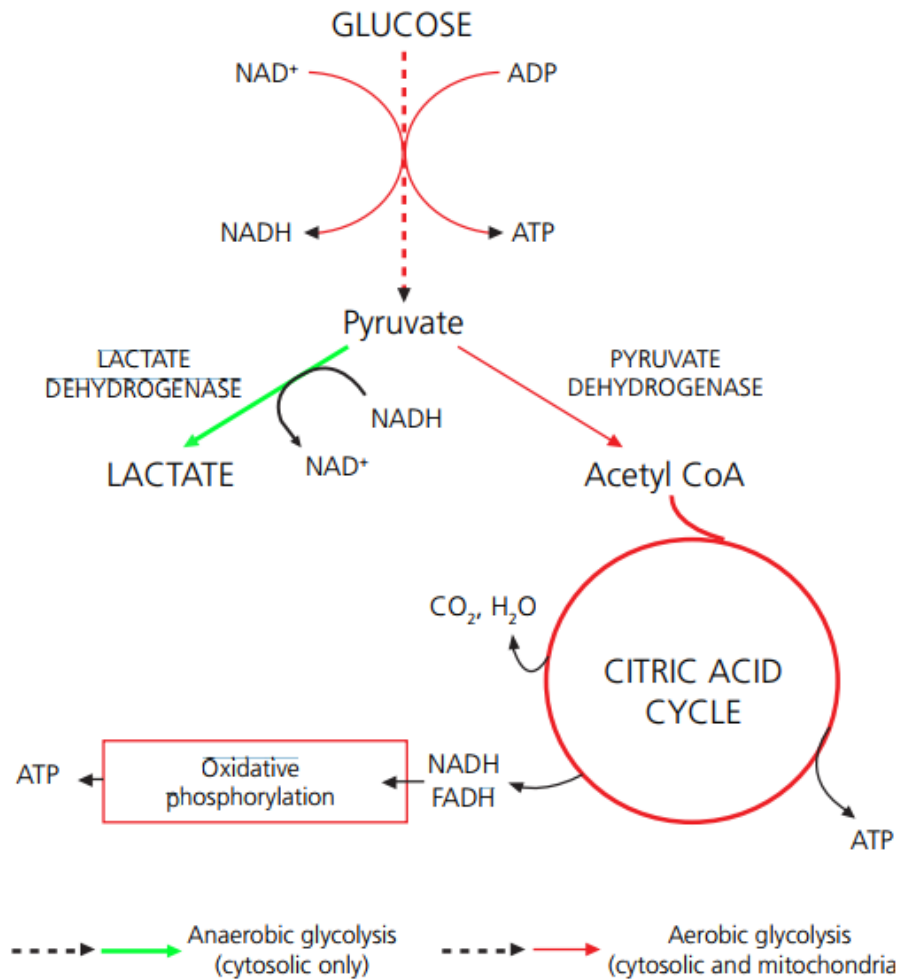 GLUCOSE
NAD⁺
ADP
NADH
ATP
Pyruvate
LACTATE
DEHYDROGENASE
PYRUVATE
DEHYDROGENASE
NADH
NAD⁺
LACTATE
Acetyl CoA
CO₂, H₂O
CITRIC ACID
CYCLE
ATP
Oxidative
phosphorylation
NADH
FADH
ATP
Anaerobic glycolysis
(cytosolic only)
Aerobic glycolysis
(cytosolic and mitochondria